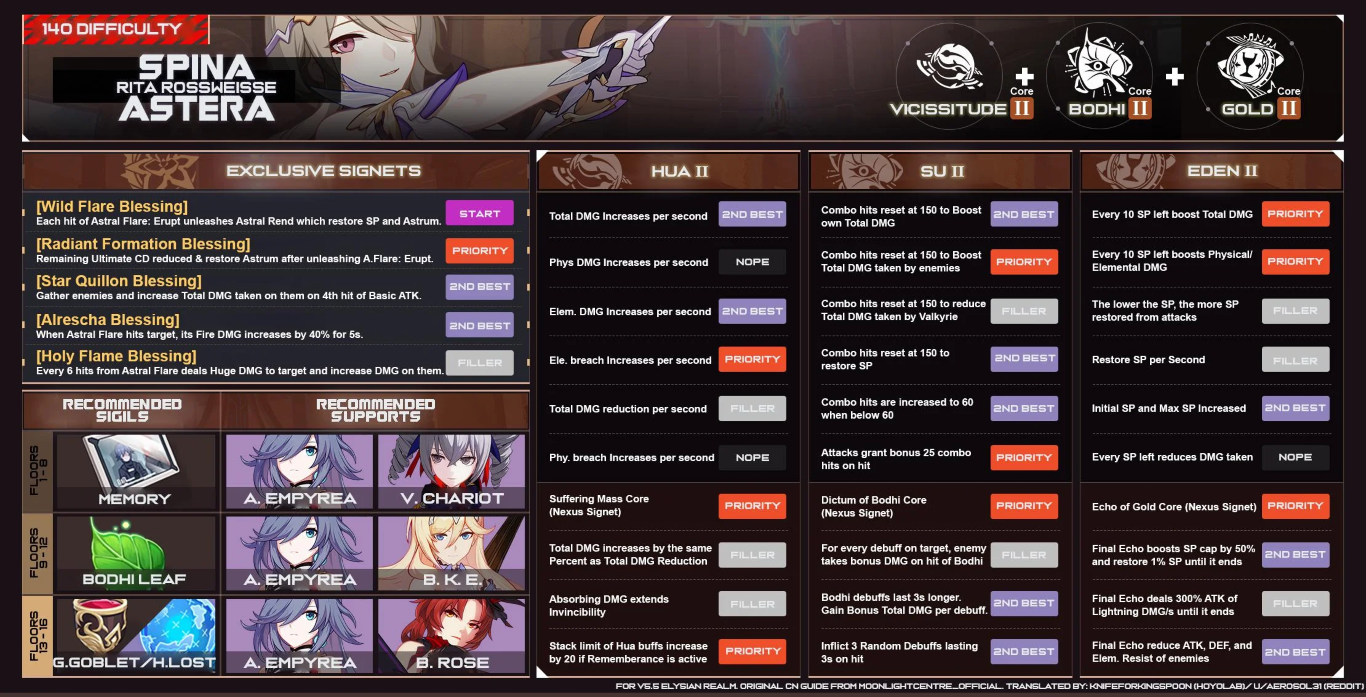 140 DIFFICULTY
SPINA
RITA ROSSWEISSE
ASTERA
VICISSITUDE
Core
II
+
BODHI
Core
II
+
GOLD
Core
II
EXCLUSIVE SIGNETS
[Wild Flare Blessing]
Each hit of Astral Flare: Erupt unleashes Astral Rend which restore SP and Astrum.
START
[Radiant Formation Blessing]
Remaining Ultimate CD reduced & restore Astrum after unleashing A.Flare: Erupt.
PRIORITY
[Star Quillon Blessing]
Gather enemies and increase Total DMG taken on them on 4th hit of Basic ATK.
2ND BEST
[Alrescha Blessing]
When Astral Flare hits target, its Fire DMG increases by 40% for 5s.
2ND BEST
[Holy Flame Blessing]
Every 6 hits from Astral Flare deals Huge DMG to target and increase DMG on them.
FILLER
RECOMMENDED
SIGILS
RECOMMENDED
SUPPORTS
FLOORS
1-8
MEMORY
A. EMPYREA
V. CHARIOT
FLOORS
9-12
BODHI LEAF
A. EMPYREA
B. K. E.
FLOORS
13-16
G.GOBLET/H.LOST
A. EMPYREA
B. ROSE
HUA II
Total DMG Increases per second
2ND BEST
Phys DMG Increases per second
NOPE
Elem. DMG Increases per second
2ND BEST
Ele. breach Increases per second
PRIORITY
Total DMG reduction per second
FILLER
Phy. breach Increases per second
NOPE
Suffering Mass Core
(Nexus Signet)
PRIORITY
Total DMG increases by the same
Percent as Total DMG Reduction
FILLER
Absorbing DMG extends
Invincibility
FILLER
Stack limit of Hua buffs increase
by 20 if Rememberance is active
PRIORITY
SU II
Combo hits reset at 150 to Boost
own Total DMG
2ND BEST
Combo hits reset at 150 to Boost
Total DMG taken by enemies
PRIORITY
Combo hits reset at 150 to reduce
Total DMG taken by Valkyrie
FILLER
Combo hits reset at 150 to
restore SP
2ND BEST
Combo hits are increased to 60
when below 60
2ND BEST
Attacks grant bonus 25 combo
hits on hit
PRIORITY
Dictum of Bodhi Core
(Nexus Signet)
PRIORITY
For every debuff on target, enemy
takes bonus DMG on hit of Bodhi
FILLER
Bodhi debuffs last 3s longer.
Gain Bonus Total DMG per debuff.
2ND BEST
Inflict 3 Random Debuffs lasting
3s on hit
2ND BEST
EDEN II
Every 10 SP left boost Total DMG
PRIORITY
Every 10 SP left boosts Physical/
Elemental DMG
PRIORITY
The lower the SP, the more SP
restored from attacks
FILLER
Restore SP per Second
FILLER
Initial SP and Max SP Increased
2ND BEST
Every SP left reduces DMG taken
NOPE
Echo of Gold Core (Nexus Signet)
PRIORITY
Final Echo boosts SP cap by 50%
and restore 1% SP until it ends
2ND BEST
Final Echo deals 300% ATK of
Lightning DMG/s until it ends
FILLER
Final Echo reduce ATK, DEF, and
Elem. Resist of enemies
2ND BEST
FOR V5.5 ELYSIAN REALM. ORIGINAL CN GUIDE FROM MOONLIGHTCENTRE_OFFICIAL. TRANSLATED BY: KNIFEFORKINGSPOON (HOYOLAB)/U/AEROSOL31 (REDDIT)